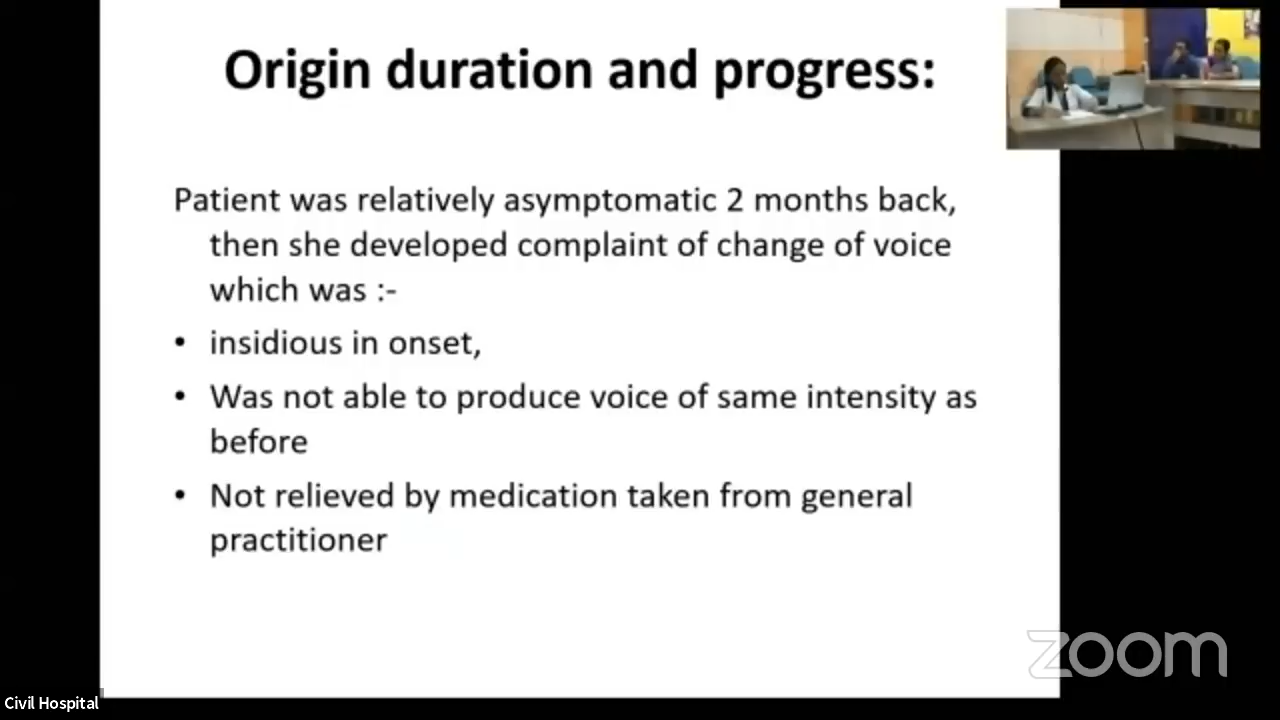 Origin duration and progress:
Patient was relatively asymptomatic 2 months back,
then she developed complaint of change of voice
which was :-
• insidious in onset,
• Was not able to produce voice of same intensity as
before
• Not relieved by medication taken from general
practitioner
zoom
Civil Hospital